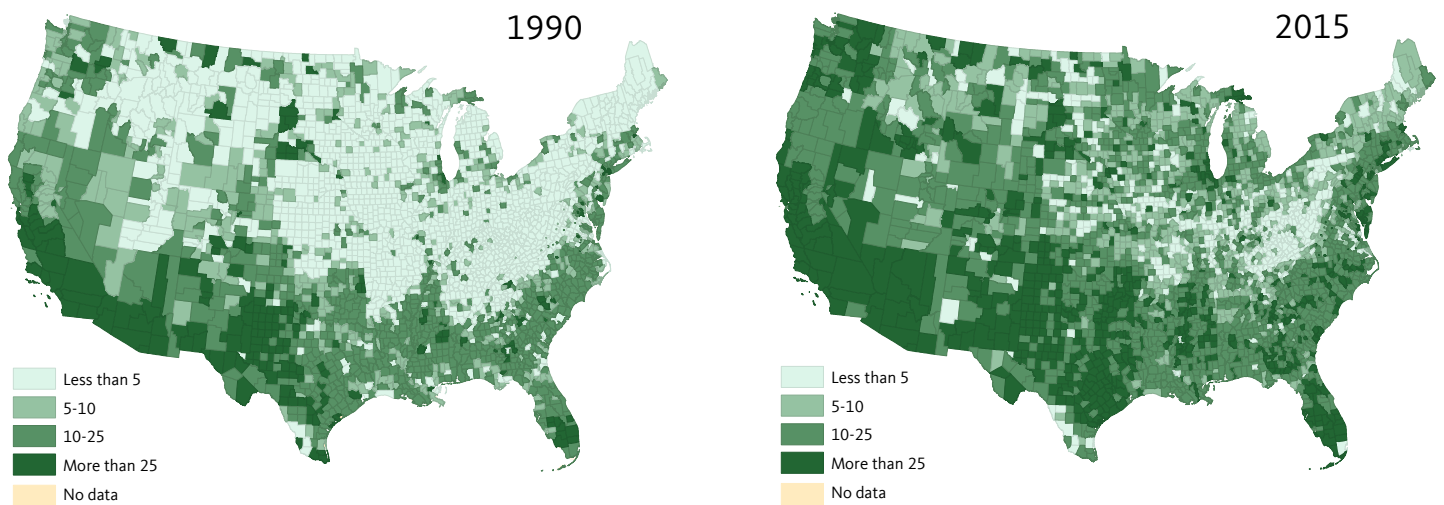 1990
Less than 5
5-10
10-25
More than 25
No data
2015
Less than 5
5-10
10-25
More than 25
No data